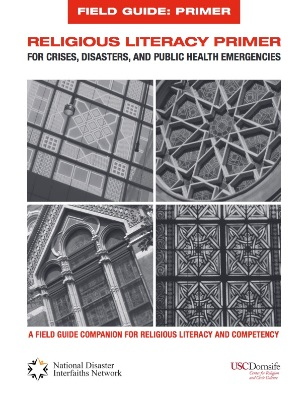 FIELD GUIDE: PRIMER
RELIGIOUS LITERACY PRIMER
FOR CRISES, DISASTERS, AND PUBLIC HEALTH EMERGENCIES
A FIELD GUIDE COMPANION FOR RELIGIOUS LITERACY AND COMPETENCY
National Disaster
Interfaiths Network
USCDornsife
Center for Religion
and Civic Culture